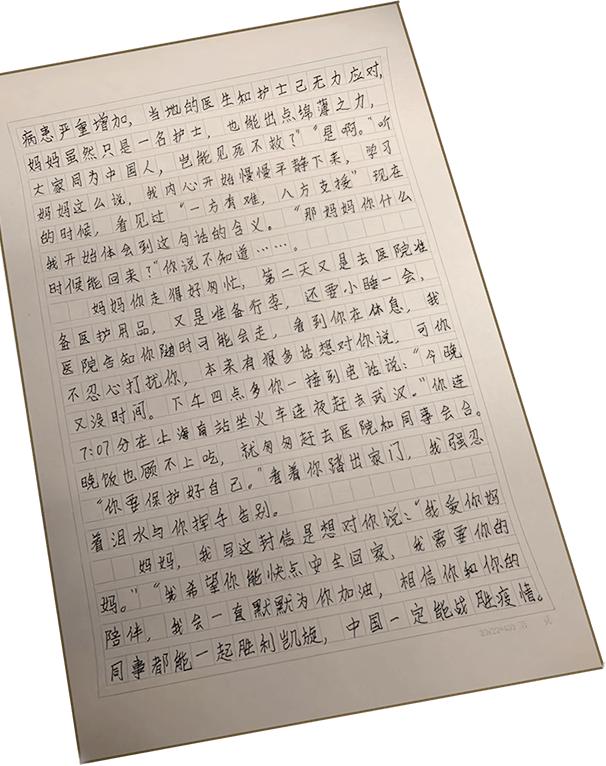 病患严重增加，当地的医生和护士已无力应对，
妈妈虽然只是一名护士，也能出点绵薄之力，
大家同为中国人，岂能见死不救？”“是啊。”听
妈妈这么说，我内心开始慢慢平静下来，学习
的时候，看见过“一方有难，八方支援”现在
我开始体会到这句话的含义。“那妈妈你什么
时候能回来？”你说不知道……。
妈妈你走得好匆忙，第二天又是去医院准
备医护用品，又是准备行李，还要小睡一会，
医院告知你随时可能会走，看到你在休息，我
不忍心打扰你，本来有很多话想对你说，可你
又没时间。下午四点多你一接到电话说：“今晚
7:07分在上海南站坐火车连夜赶去武汉。”你连
晚饭也顾不上吃，就匆匆赶去医院和同事会合。
“你要保护好自己。”看着你踏出家门，我强忍
着泪水与你挥手告别。
妈妈，我写这封信是想对你说：“我爱你妈
妈。”“我希望你能快点安全回家，我需要你的
陪伴，我会一直默默为你加油，相信你和你的
同事都能一起胜利凯旋，中国一定能战胜疫情。